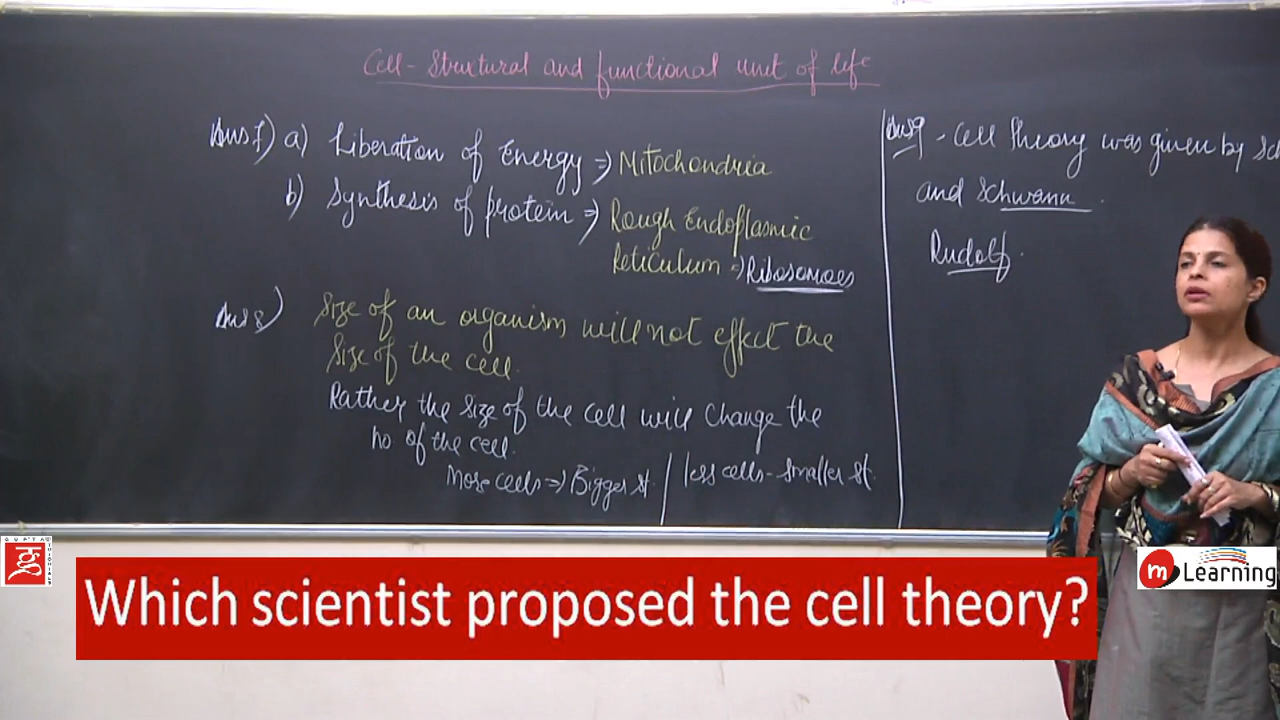 Cell - Structural and functional unit of life
Ans 7) a) Liberation of Energy => Mitochondria
b) Synthesis of protein => Rough Endoplasmic
Reticulum => Ribosomes
Ans 8) Size of an organism will not effect the
Size of the cell.
Rather the size of the cell will change the
no. of the cell.
More cells => Bigger st. | less cells - smaller st.
Ans 9 - Cell Theory was given by Sch
and Schwann.
Rudolf.
GUPTA
Which scientist proposed the cell theory?
m Learning